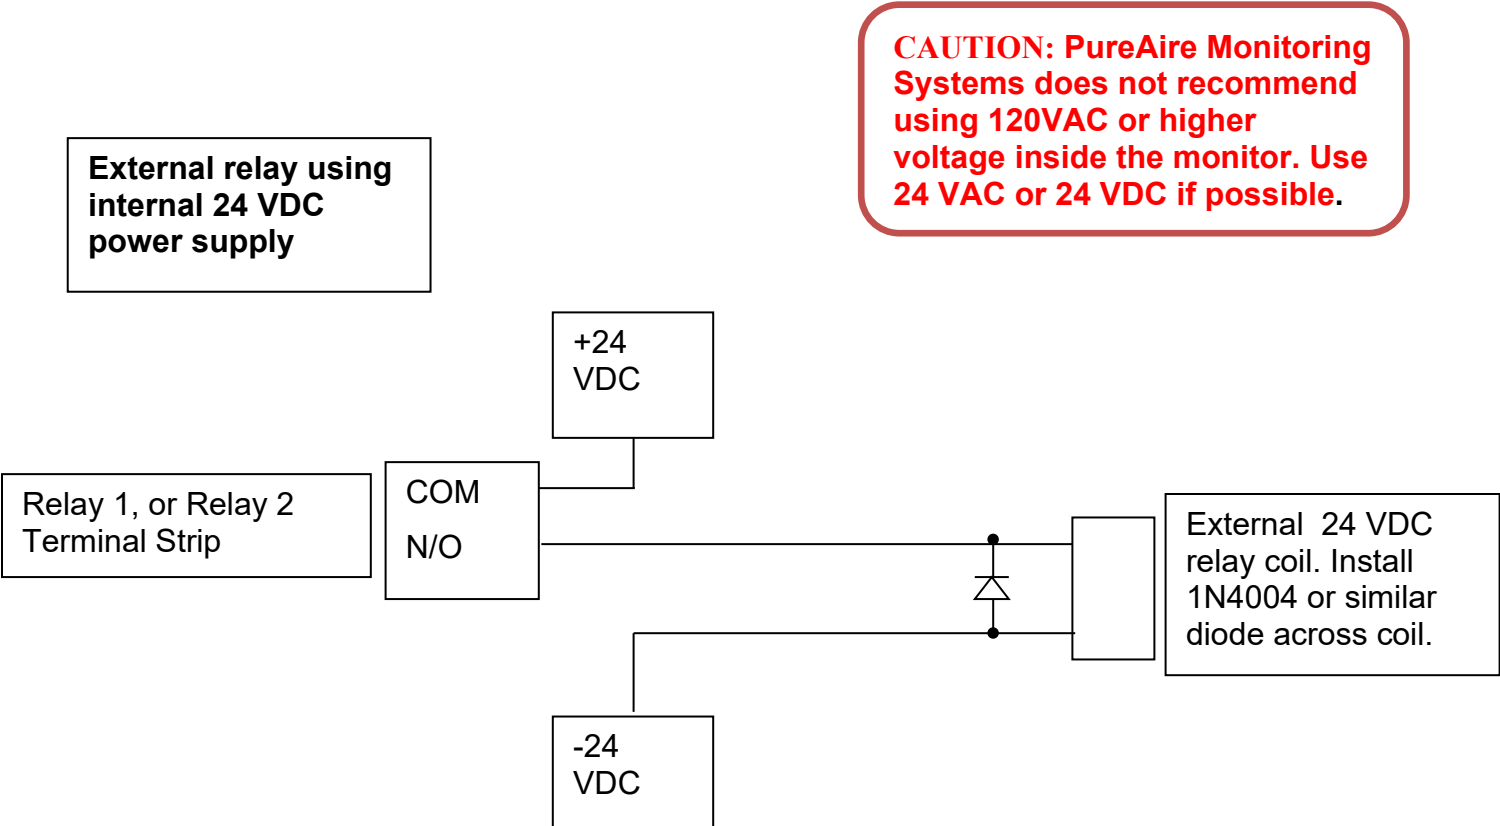 CAUTION: PureAire Monitoring
Systems does not recommend
using 120VAC or higher
voltage inside the monitor. Use
24 VAC or 24 VDC if possible.
External relay using
internal 24 VDC
power supply
+24
VDC
Relay 1, or Relay 2
Terminal Strip
COM
N/O
External  24 VDC
relay coil. Install
1N4004 or similar
diode across coil.
-24
VDC